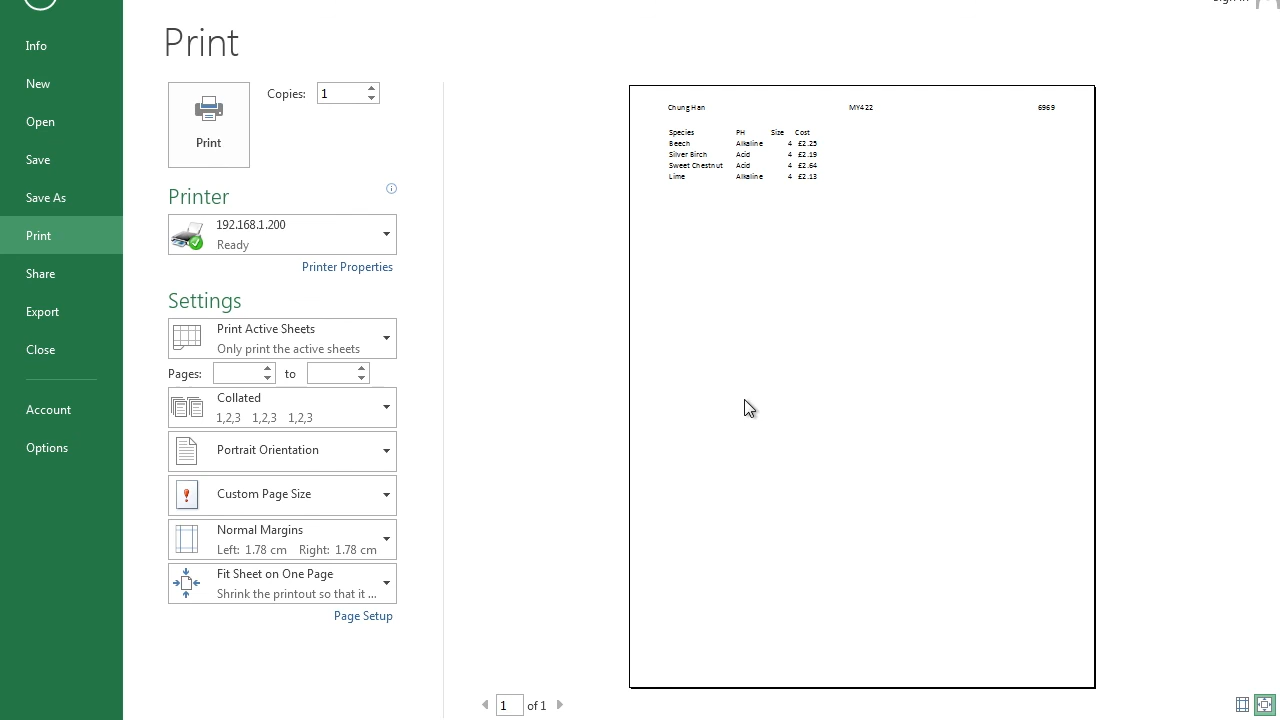 Info
New
Open
Save
Save As
Print
Share
Export
Close
Account
Options
Print
Print
Copies: 1
Printer
192.168.1.200
Ready
Printer Properties
Settings
Print Active Sheets
Only print the active sheets
Pages: to
Collated
1,2,3 1,2,3 1,2,3
Portrait Orientation
Custom Page Size
Normal Margins
Left: 1.78 cm Right: 1.78 cm
Fit Sheet on One Page
Shrink the printout so that it ...
Page Setup
Chung Han MY422 6969
Species PH Size Cost
Beech Alkaline 4 £2.25
Silver Birch Acid 4 £2.19
Sweet Chestnut Acid 4 £2.64
Lime Alkaline 4 £2.13
1 of 1